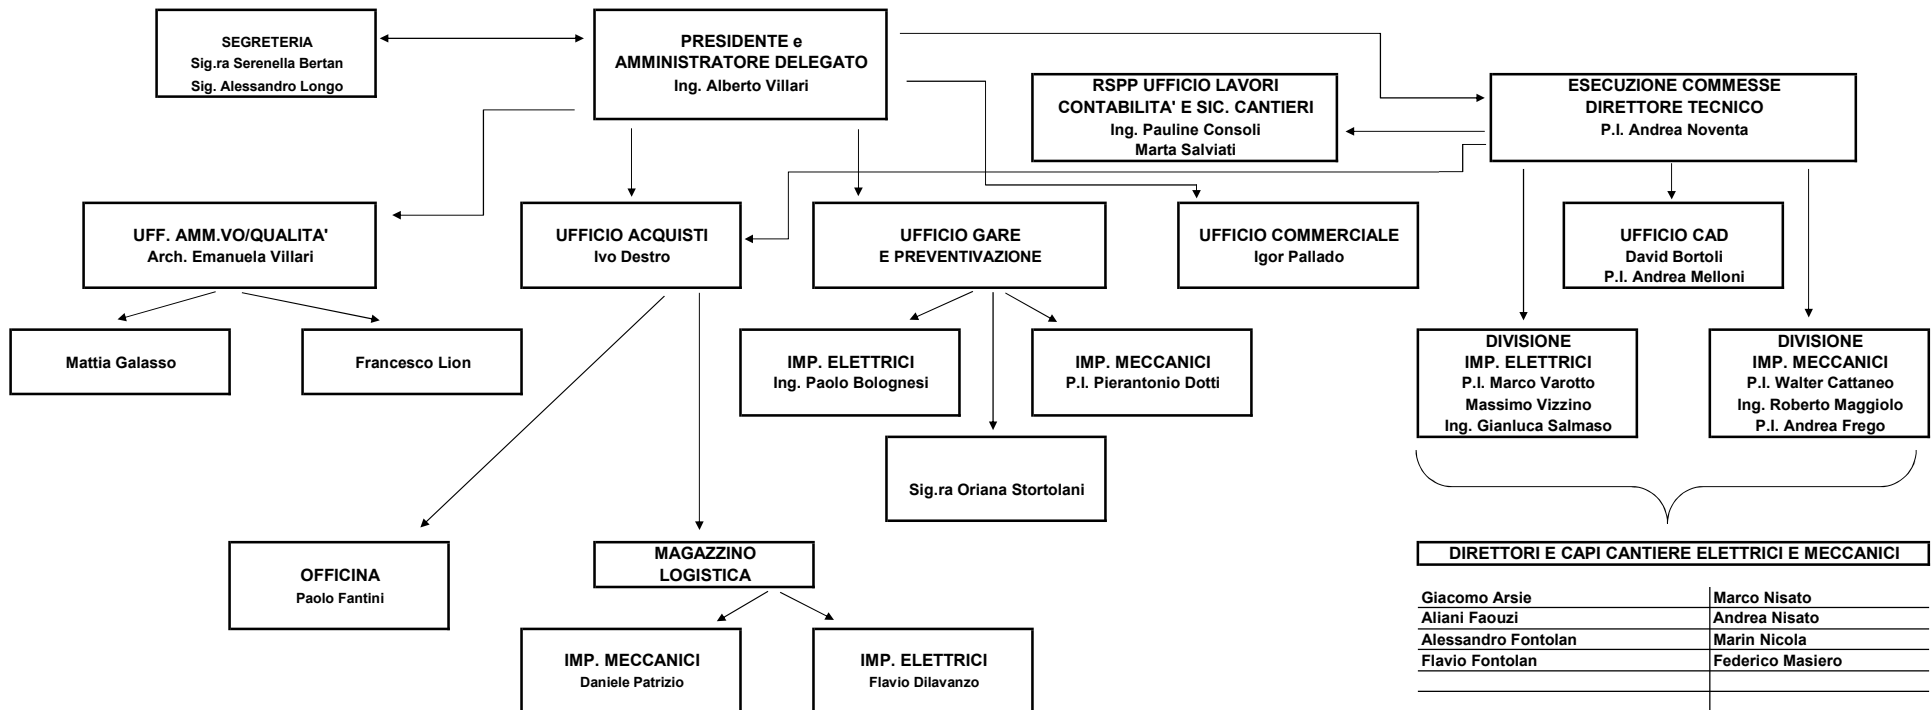 SEGRETERIA
Sig.ra Serenella Bertan
Sig. Alessandro Longo
PRESIDENTE e
AMMINISTRATORE DELEGATO
Ing. Alberto Villari
RSPP UFFICIO LAVORI
CONTABILITA' E SIC. CANTIERI
Ing. Pauline Consoli
Marta Salviati
ESECUZIONE COMMESSE
DIRETTORE TECNICO
P.I. Andrea Noventa
UFF. AMM.VO/QUALITA'
Arch. Emanuela Villari
UFFICIO ACQUISTI
Ivo Destro
UFFICIO GARE
E PREVENTIVAZIONE
UFFICIO COMMERCIALE
Igor Pallado
UFFICIO CAD
David Bortoli
P.I. Andrea Melloni
Mattia Galasso
Francesco Lion
IMP. ELETTRICI
Ing. Paolo Bolognesi
IMP. MECCANICI
P.I. Pierantonio Dotti
DIVISIONE
IMP. ELETTRICI
P.I. Marco Varotto
Massimo Vizzino
Ing. Gianluca Salmaso
DIVISIONE
IMP. MECCANICI
P.I. Walter Cattaneo
Ing. Roberto Maggiolo
P.I. Andrea Frego
Sig.ra Oriana Stortolani
OFFICINA
Paolo Fantini
MAGAZZINO
LOGISTICA
DIRETTORI E CAPI CANTIERE ELETTRICI E MECCANICI
Giacomo Arsie
Marco Nisato
Aliani Faouzi
Andrea Nisato
Alessandro Fontolan
Marin Nicola
Flavio Fontolan
Federico Masiero
IMP. MECCANICI
Daniele Patrizio
IMP. ELETTRICI
Flavio Dilavanzo